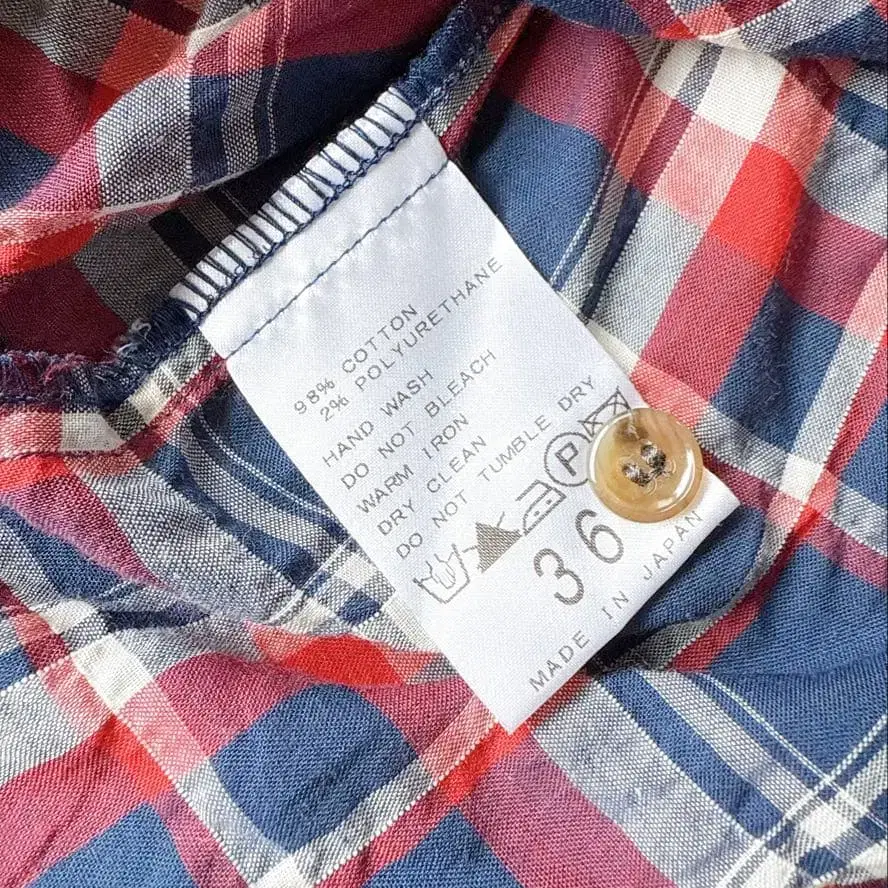 98% COTTON
2% POLYURETHANE
HAND WASH
DO NOT BLEACH
WARM IRON
DRY CLEAN
DO NOT TUMBLE DRY
P
36
MADE IN JAPAN